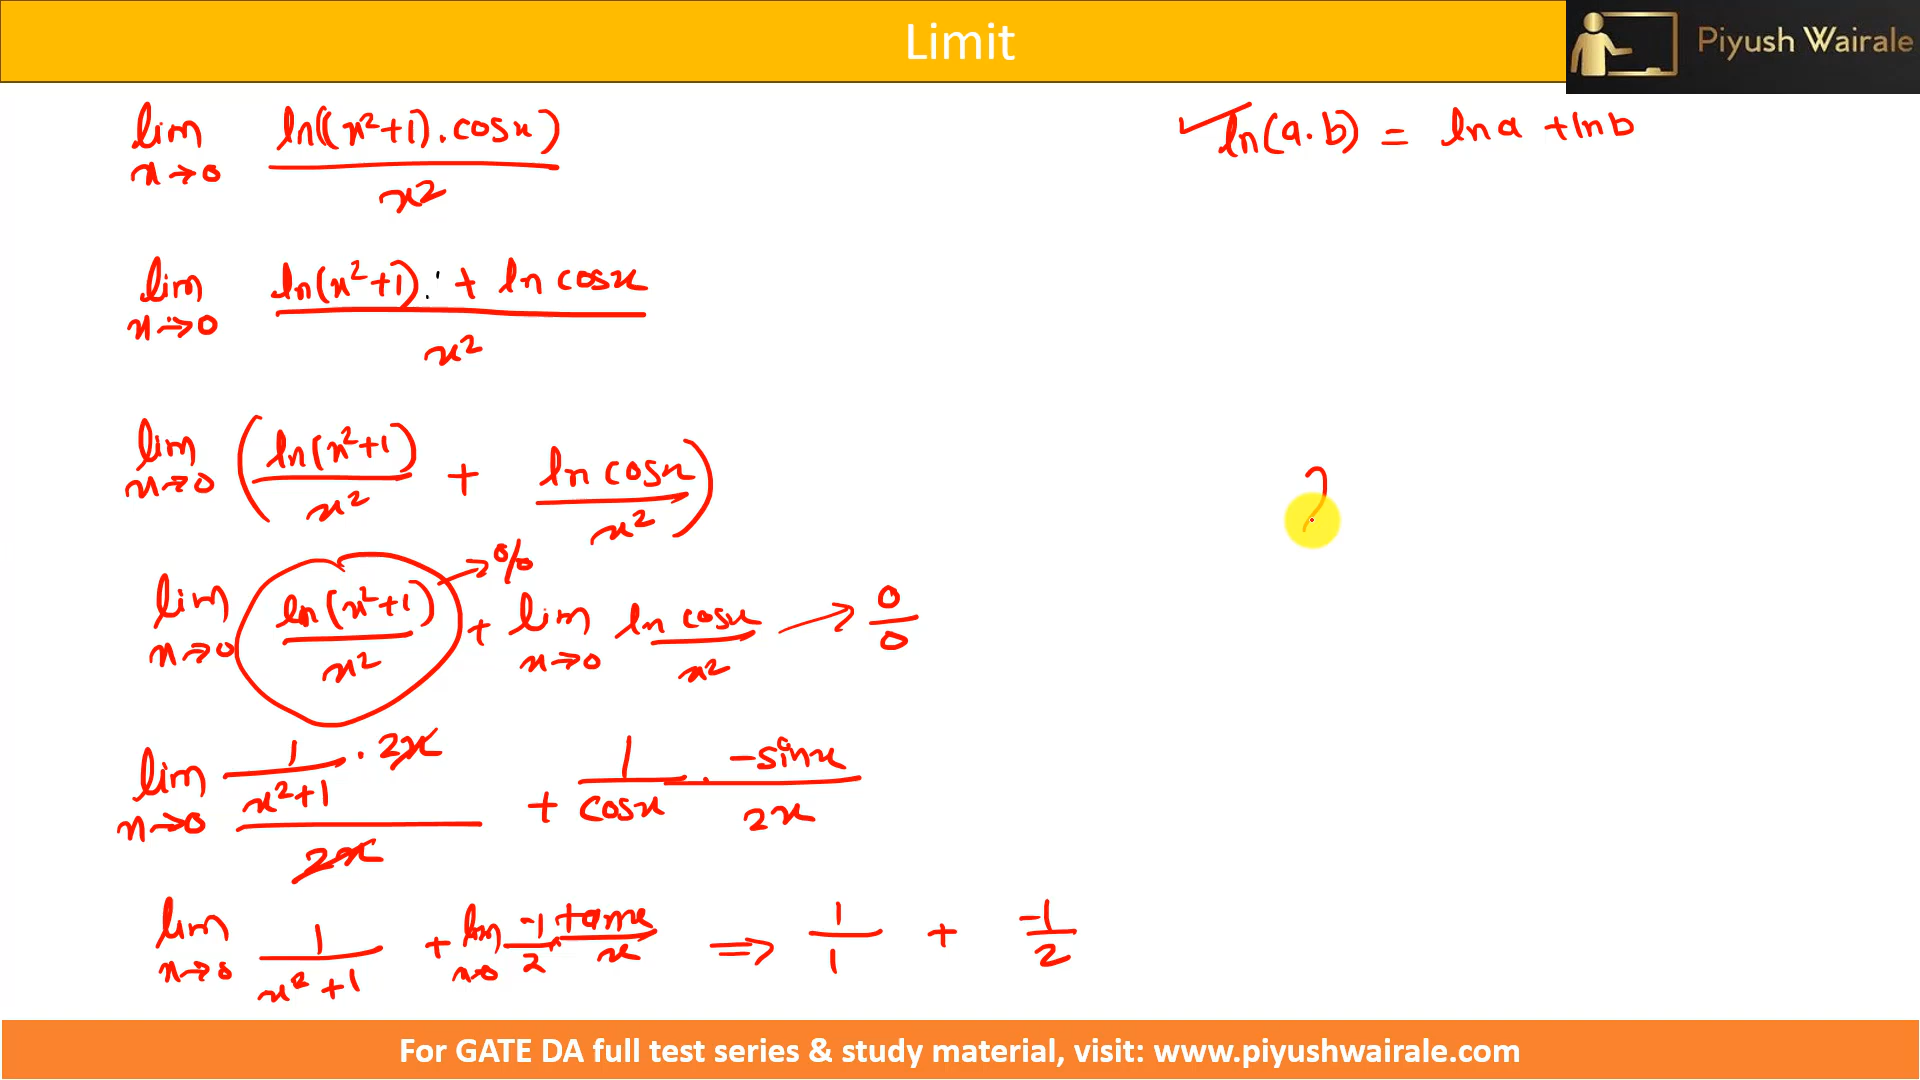 Limit
Piyush Wairale
lim x→0 ln((x²+1).cosx) / x²
ln(a.b) = ln a + ln b
lim x→0 ln(x²+1) + ln cosx / x²
lim x→0 ( ln(x²+1) / x² + ln cosx / x² )
lim x→0 ln(x²+1) / x² → 0/0 + lim x→0 ln cosx / x² → 0/0
lim x→0 1/(x²+1) . 2x / 2x + 1/cosx . -sinx / 2x
lim x→0 1 / x²+1 + lim x→0 -1/2 tanx / x ⇒ 1/1 + -1/2
For GATE DA full test series & study material, visit: www.piyushwairale.com